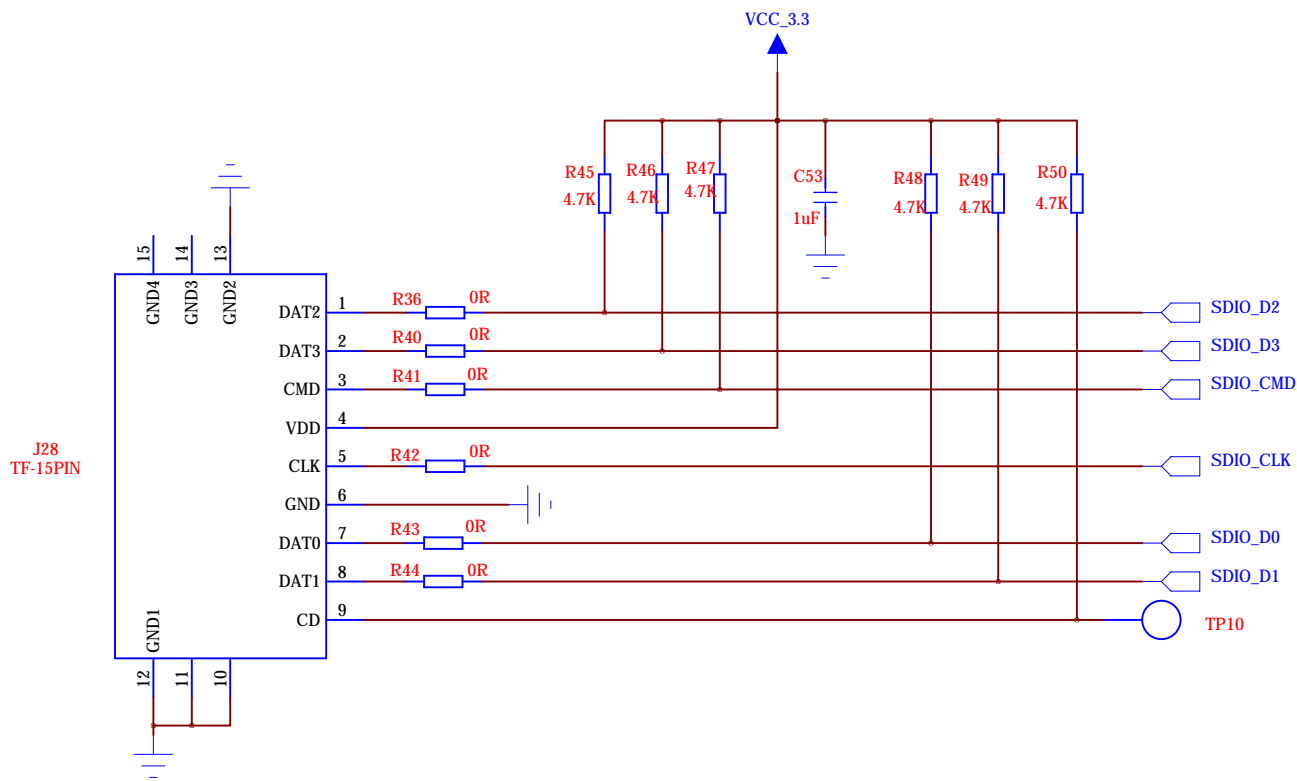 VCC_3.3
R45
4.7K
R46
4.7K
R47
4.7K
C53
1uF
R48
4.7K
R49
4.7K
R50
4.7K
15
14
13
GND4
GND3
GND2
DAT2
1
R36
0R
SDIO_D2
DAT3
2
R40
0R
SDIO_D3
CMD
3
R41
0R
SDIO_CMD
VDD
4
J28
TF-15PIN
CLK
5
R42
0R
SDIO_CLK
GND
6
DAT0
7
R43
0R
SDIO_D0
DAT1
8
R44
0R
SDIO_D1
CD
9
TP10
GND1
12
11
10